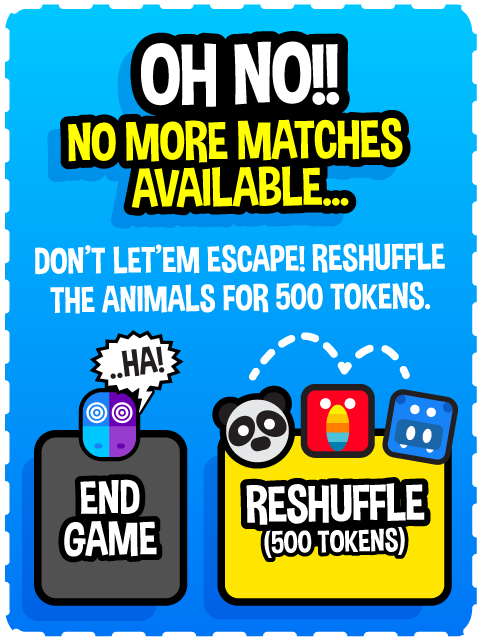 OH NO!!
NO MORE MATCHES
AVAILABLE...
DON'T LET'EM ESCAPE! RESHUFFLE
THE ANIMALS FOR 500 TOKENS.
..HA!
END
GAME
RESHUFFLE
(500 TOKENS)